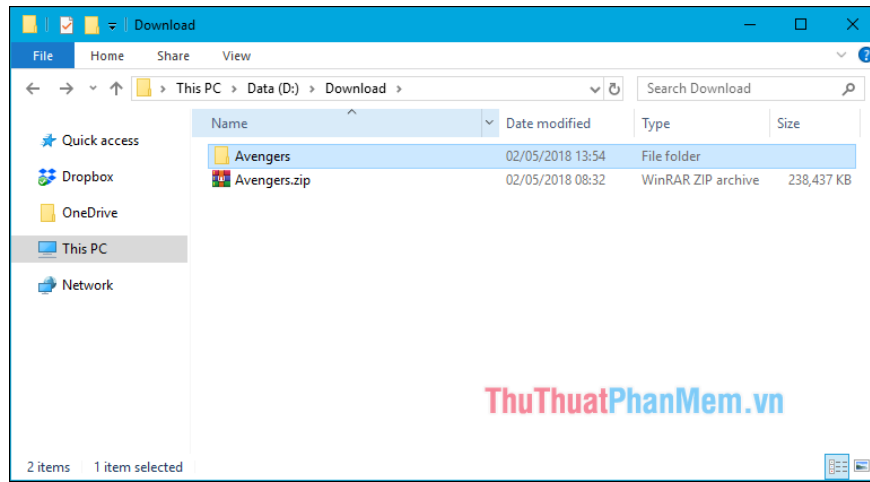 Download
File Home Share View
This PC > Data (D:) > Download >
Search Download
Name Date modified Type Size
Quick access
Avengers 02/05/2018 13:54 File folder
Dropbox
Avengers.zip 02/05/2018 08:32 WinRAR ZIP archive 238,437 KB
OneDrive
This PC
Network
ThuThuatPhanMem.vn
2 items 1 item selected